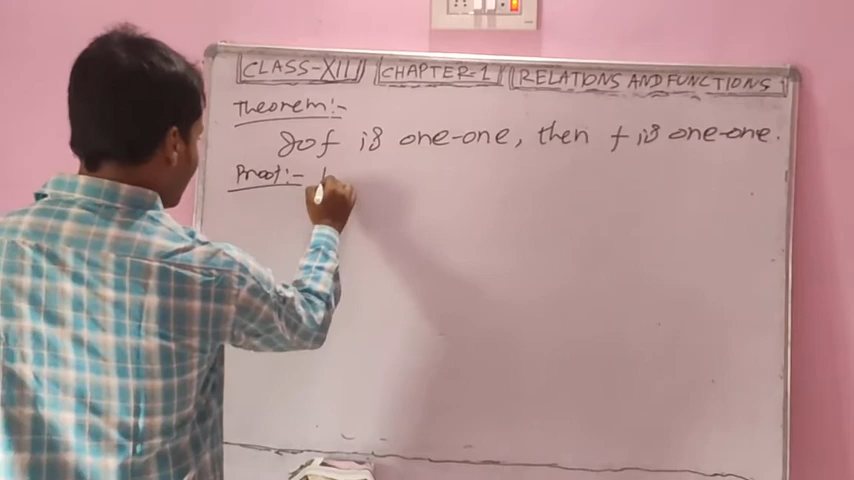 CLASS-XII CHAPTER-1 RELATIONS AND FUNCTIONS
Theorem:-
gof is one-one, then f is one-one.
Proof:-